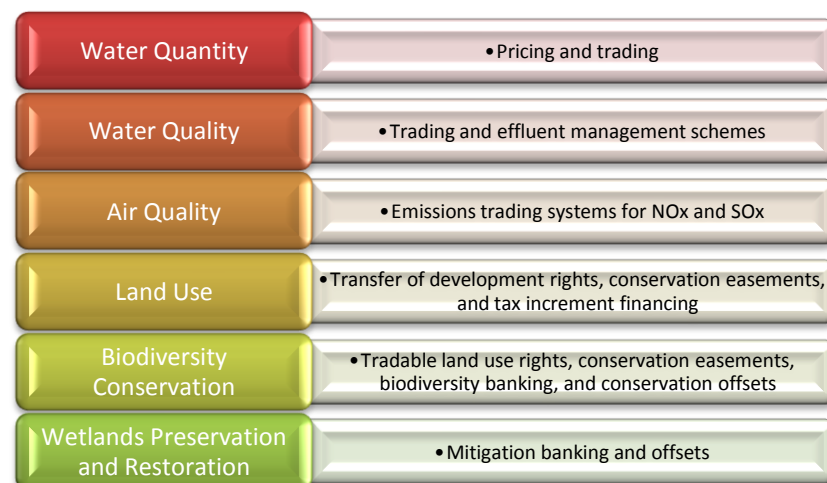 Water Quantity
•Pricing and trading
Water Quality
•Trading and effluent management schemes
Air Quality
•Emissions trading systems for NOx and SOx
Land Use
•Transfer of development rights, conservation easements,
and tax increment financing
Biodiversity
Conservation
•Tradable land use rights, conservation easements,
biodiversity banking, and conservation offsets
Wetlands Preservation
and Restoration
•Mitigation banking and offsets